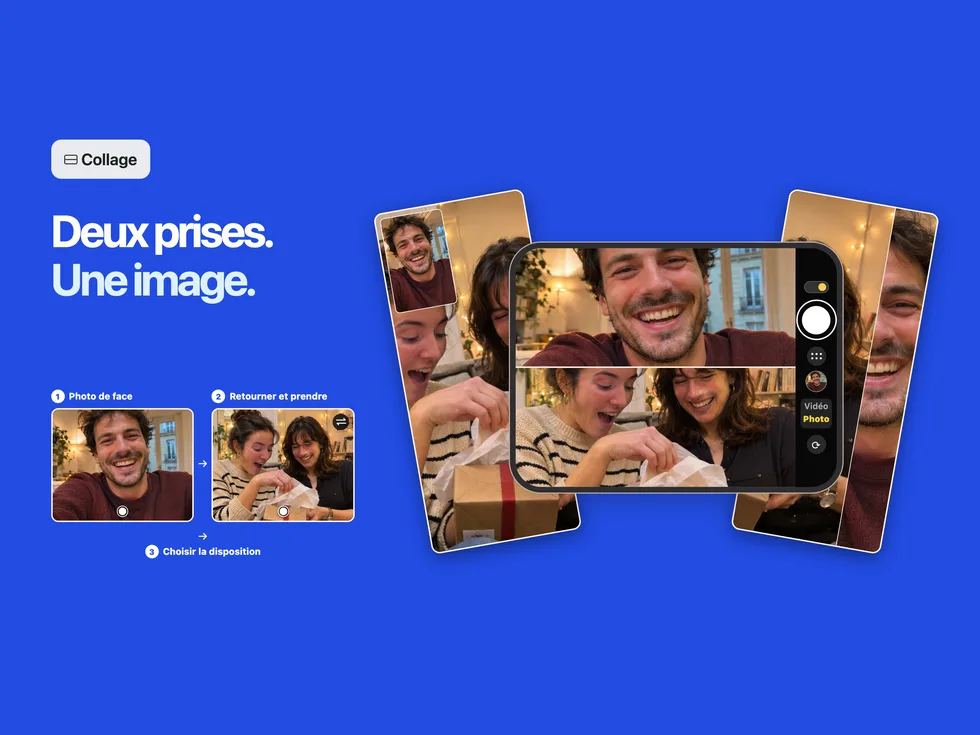 Collage
Deux prises.
Une image.
1 Photo de face
2 Retourner et prendre
3 Choisir la disposition
Vidéo
Photo